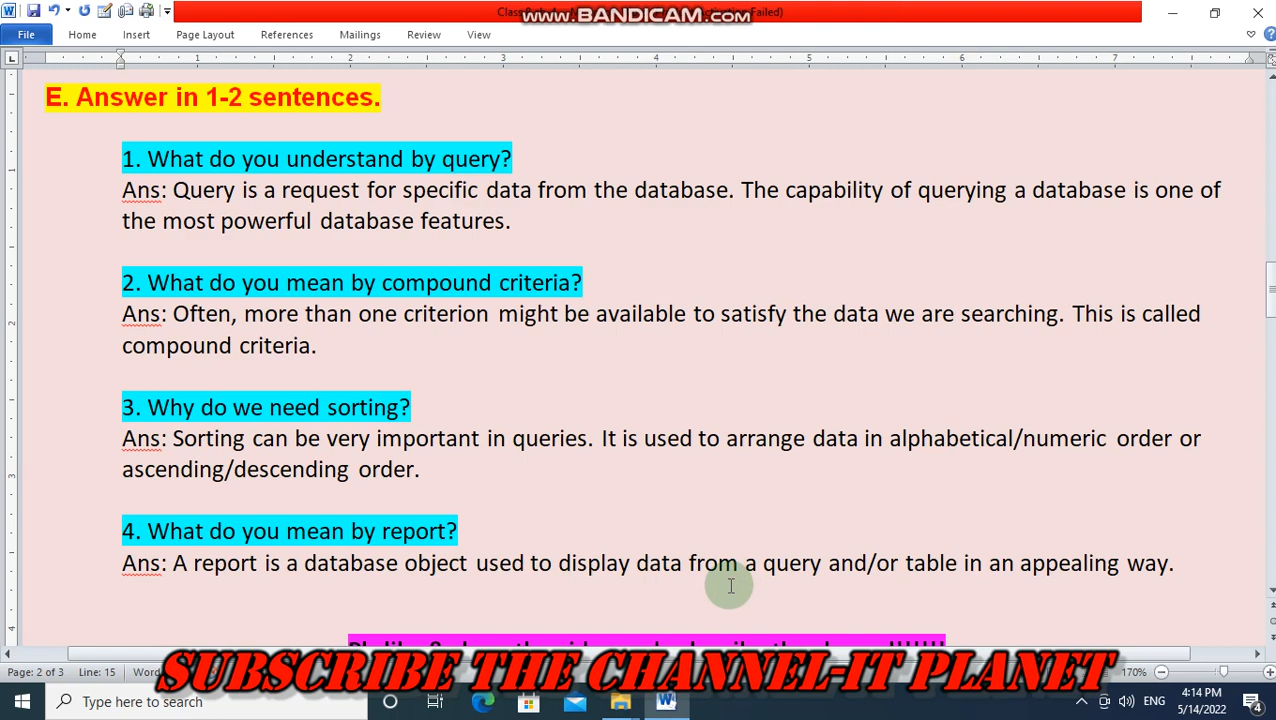 www.BANDICAM.com
File Home Insert Page Layout References Mailings Review View
1 2 3 4 5 6 7
E. Answer in 1-2 sentences.
1. What do you understand by query?
Ans: Query is a request for specific data from the database. The capability of querying a database is one of
the most powerful database features.
2. What do you mean by compound criteria?
Ans: Often, more than one criterion might be available to satisfy the data we are searching. This is called
compound criteria.
3. Why do we need sorting?
Ans: Sorting can be very important in queries. It is used to arrange data in alphabetical/numeric order or
ascending/descending order.
4. What do you mean by report?
Ans: A report is a database object used to display data from a query and/or table in an appealing way.
SUBSCRIBE THE CHANNEL-IT PLANET
Page: 2 of 3 Line: 15 170%
Type here to search
ENG
4:14 PM
5/14/2022
4